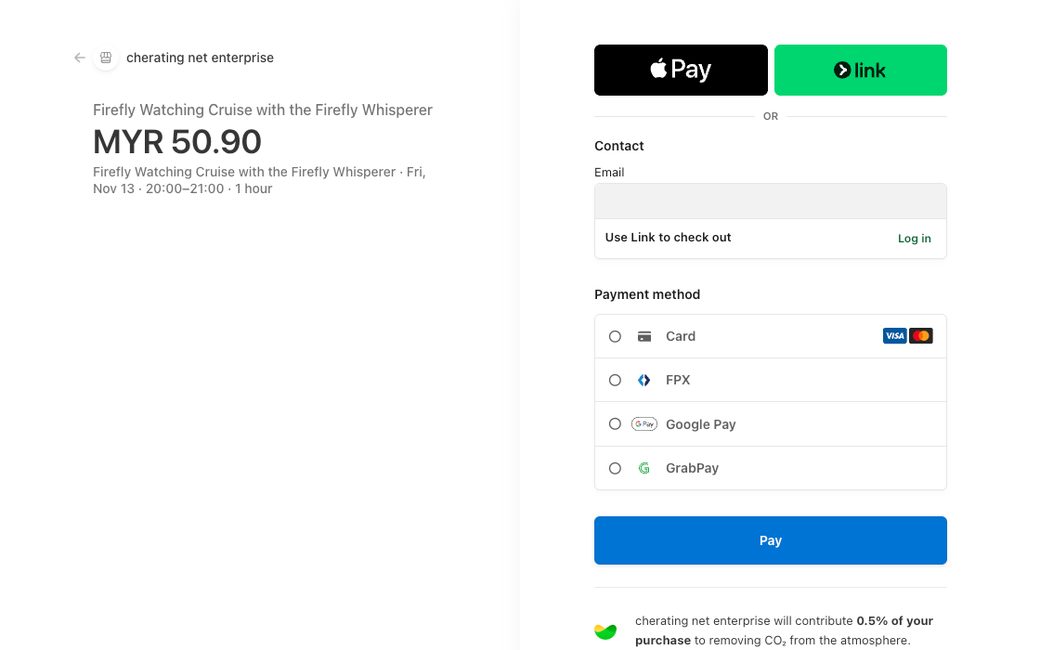 cherating net enterprise
Firefly Watching Cruise with the Firefly Whisperer
MYR 50.90
Firefly Watching Cruise with the Firefly Whisperer · Fri,
Nov 13 · 20:00–21:00 · 1 hour
Pay
link
OR
Contact
Email
Use Link to check out
Log in
Payment method
Card
VISA
FPX
G Pay
Google Pay
GrabPay
Pay
cherating net enterprise will contribute 0.5% of your
purchase to removing CO₂ from the atmosphere.